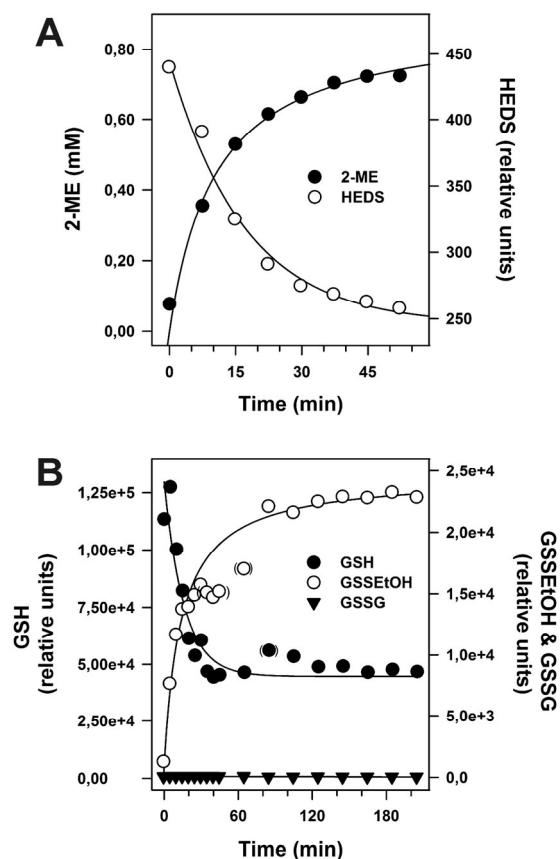 A
0,80
0,60
0,40
0,20
0,00
2-ME (mM)
450
400
350
300
250
HEDS (relative units)
2-ME
HEDS
0 15 30 45
Time (min)
B
1,25e+5
1,00e+5
7,50e+4
5,00e+4
2,50e+4
0,00
GSH
(relative units)
2,5e+4
2,0e+4
1,5e+4
1,0e+4
5,0e+3
0,0
GSSEtOH & GSSG
(relative units)
GSH
GSSEtOH
GSSG
( )
( )
( )
0 60 120 180
Time (min)